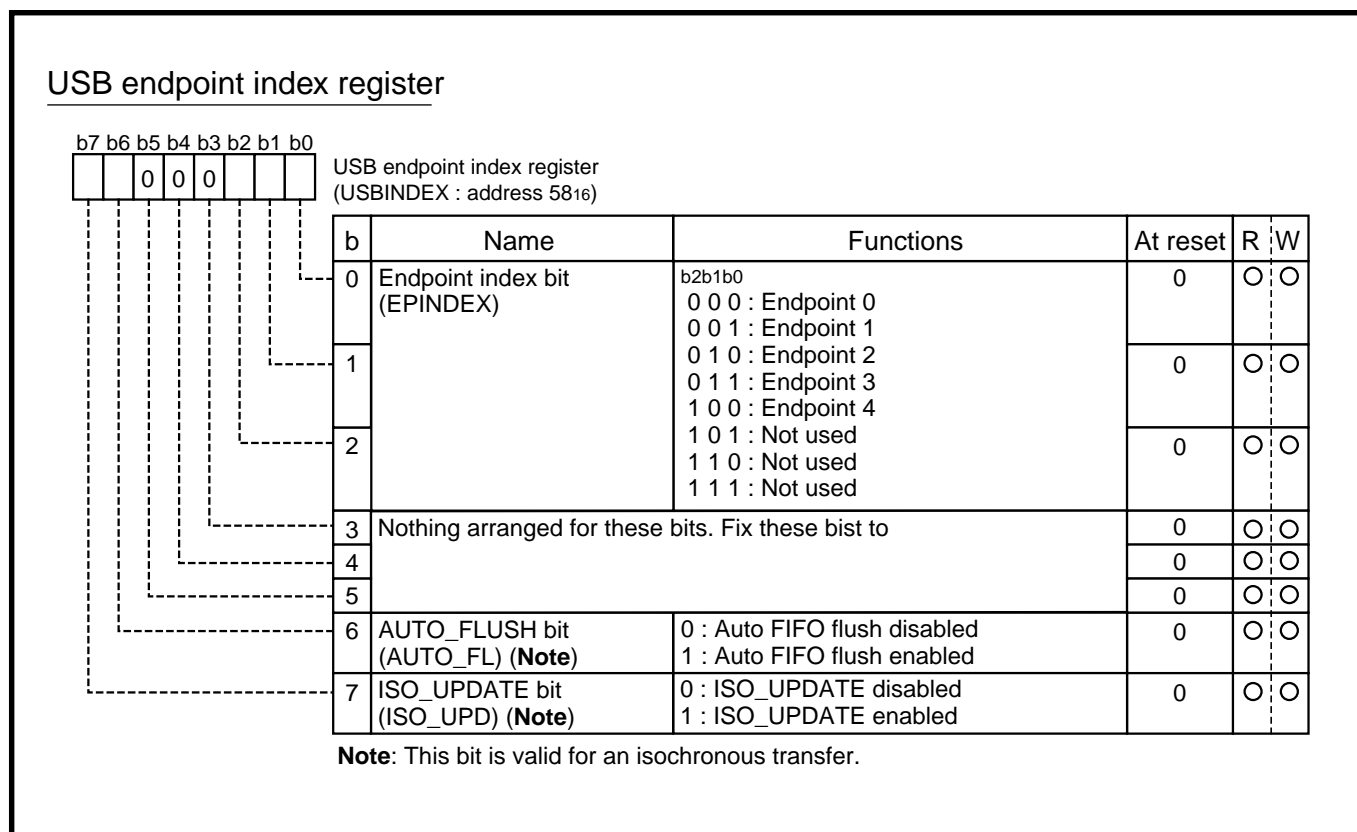 USB endpoint index register
b7 b6 b5 b4 b3 b2 b1 b0
0 0 0
USB endpoint index register
(USBINDEX : address 5816)
b Name Functions At reset R W
0 Endpoint index bit b2b1b0 0 O O
(EPINDEX) 0 0 0 : Endpoint 0
0 0 1 : Endpoint 1
1 0 1 0 : Endpoint 2 0 O O
0 1 1 : Endpoint 3
1 0 0 : Endpoint 4
2 1 0 1 : Not used 0 O O
1 1 0 : Not used
1 1 1 : Not used
3 Nothing arranged for these bits. Fix these bist to 0 O O
4 0 O O
5 0 O O
6 AUTO_FLUSH bit 0 : Auto FIFO flush disabled 0 O O
(AUTO_FL) (Note) 1 : Auto FIFO flush enabled
7 ISO_UPDATE bit 0 : ISO_UPDATE disabled 0 O O
(ISO_UPD) (Note) 1 : ISO_UPDATE enabled
Note: This bit is valid for an isochronous transfer.